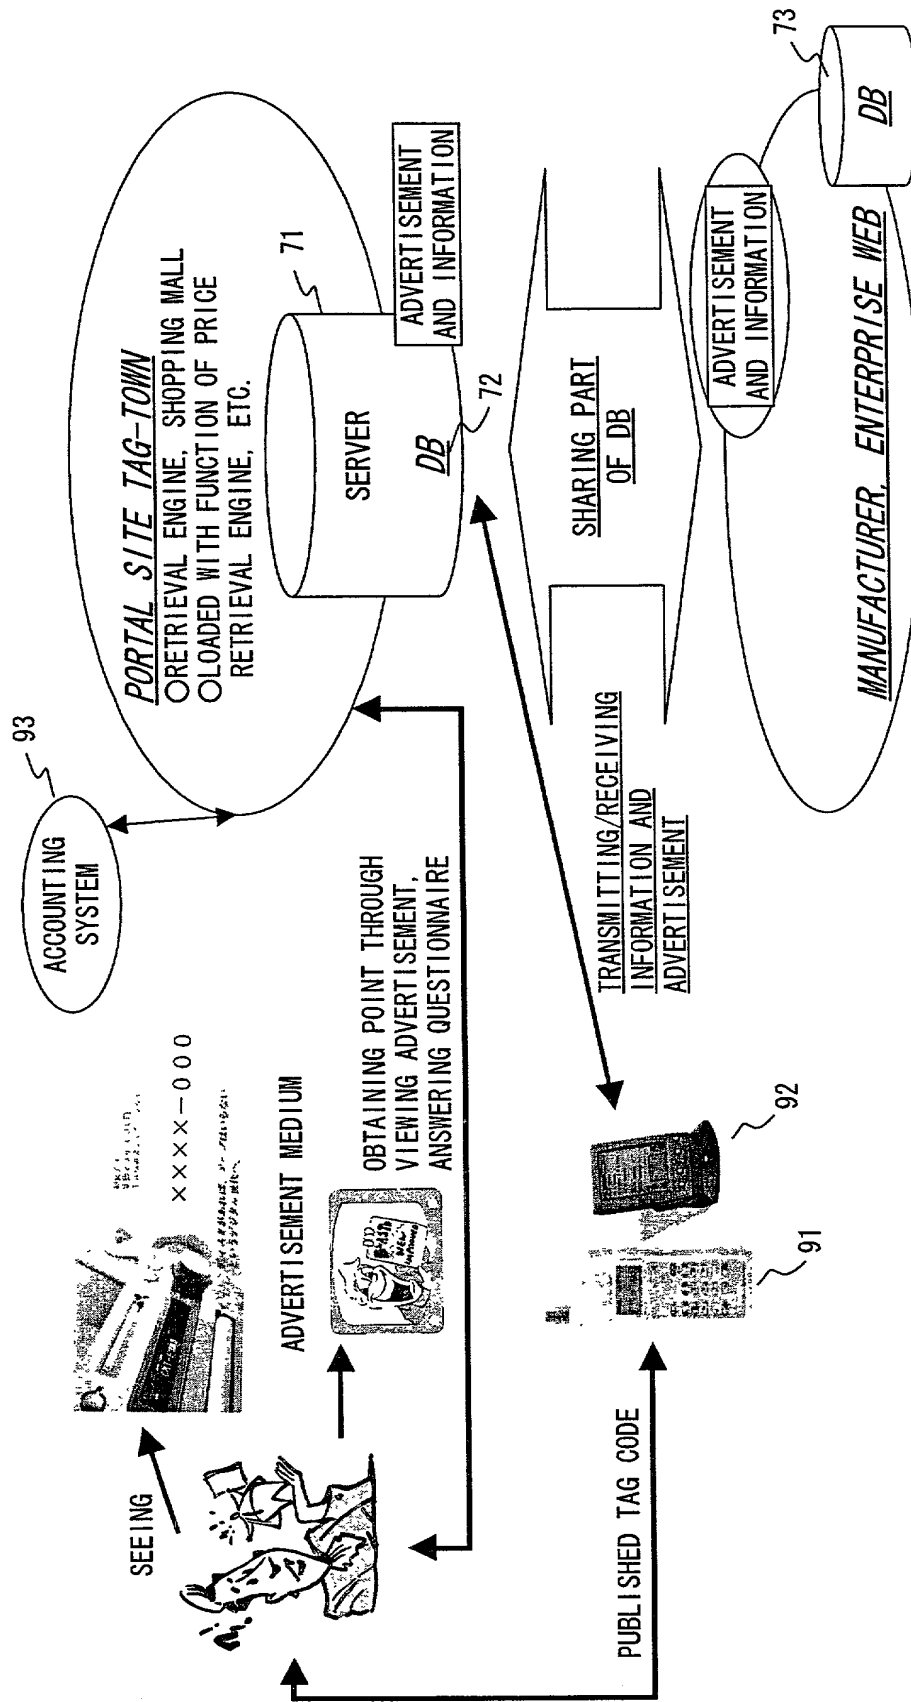 93
ACCOUNTING
SYSTEM
PORTAL SITE TAG-TOWN
○RETRIEVAL ENGINE, SHOPPING MALL
○LOADED WITH FUNCTION OF PRICE
RETRIEVAL ENGINE, ETC.
71
SERVER
DB
72
ADVERTISEMENT
AND INFORMATION
SEEING
××××-000
ADVERTISEMENT MEDIUM
OBTAINING POINT THROUGH
VIEWING ADVERTISEMENT,
ANSWERING QUESTIONNAIRE
SHARING PART
OF DB
TRANSMITTING/RECEIVING
INFORMATION AND
ADVERTISEMENT
PUBLISHED TAG CODE
91
92
ADVERTISEMENT
AND INFORMATION
MANUFACTURER, ENTERPRISE WEB
73
DB